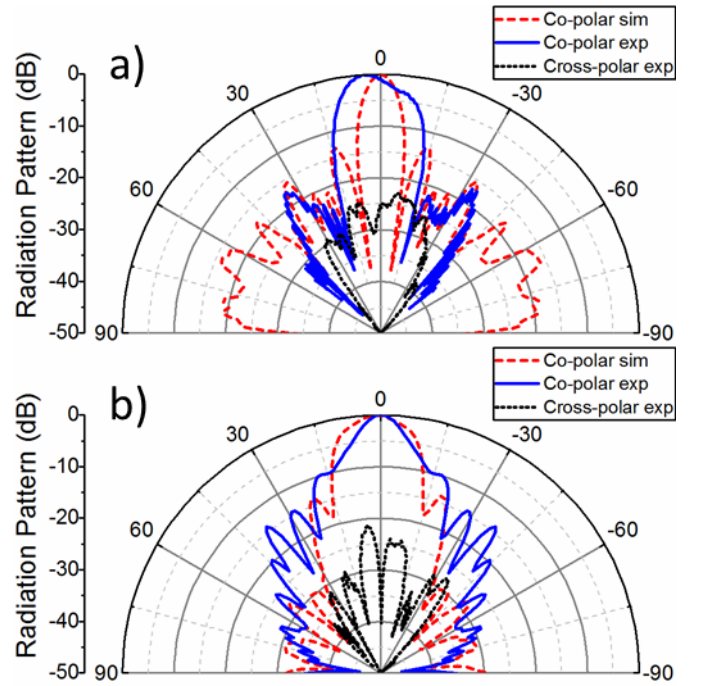 Co-polar sim
Co-polar exp
Cross-polar exp
a)
0
30
-30
60
-60
90
-90
0
-10
-20
-30
-40
-50
Radiation Pattern (dB)
Co-polar sim
Co-polar exp
Cross-polar exp
b)
0
30
-30
60
-60
90
-90
0
-10
-20
-30
-40
-50
Radiation Pattern (dB)